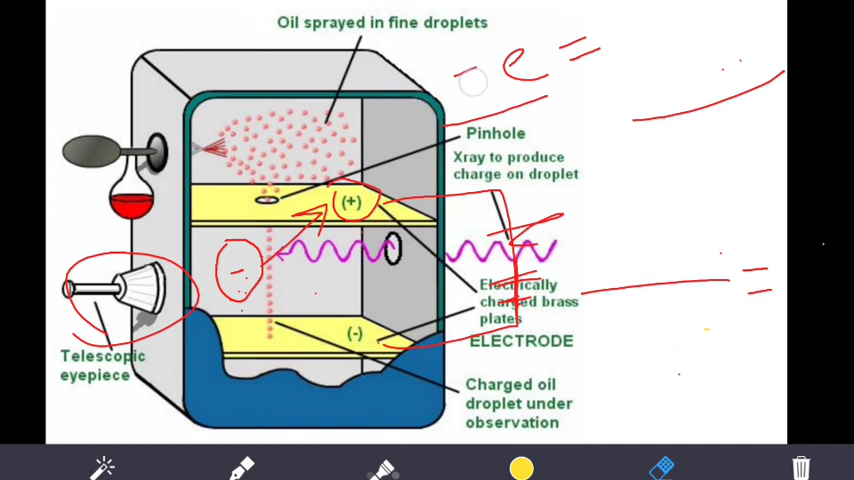 Oil sprayed in fine droplets
- e =
Pinhole
Xray to produce
charge on droplet
(+)
-
Electrically
charged brass
plates
=
(-)
ELECTRODE
Telescopic
eyepiece
Charged oil
droplet under
observation